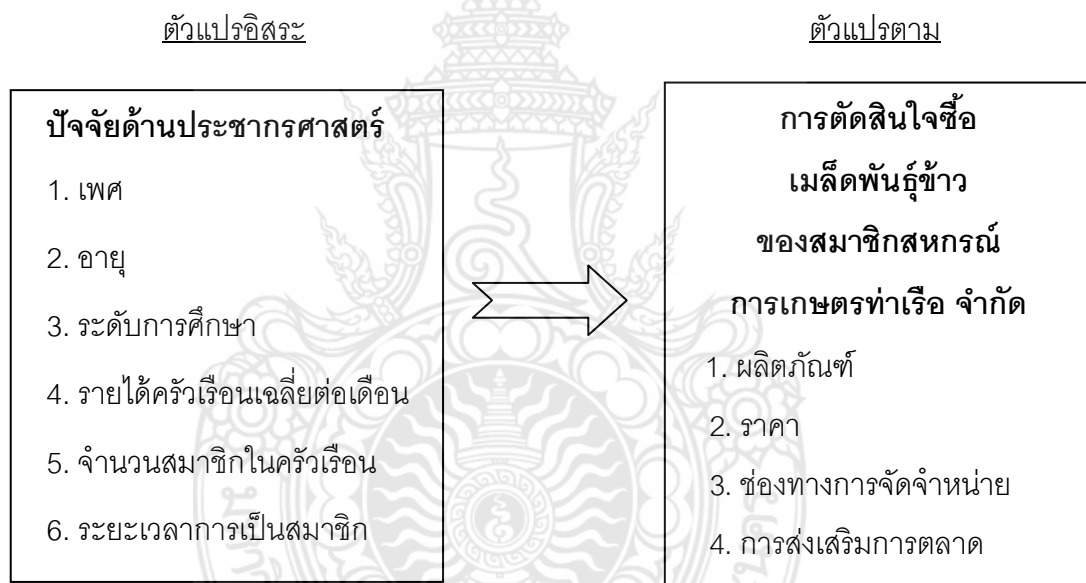 ตัวแปรอิสระ
ตัวแปรตาม
ปัจจัยด้านประชากรศาสตร์
1. เพศ
2. อายุ
3. ระดับการศึกษา
4. รายได้ครัวเรือนเฉลี่ยต่อเดือน
5. จำนวนสมาชิกในครัวเรือน
6. ระยะเวลาการเป็นสมาชิก
การตัดสินใจซื้อ
เมล็ดพันธุ์ข้าว
ของสมาชิกสหกรณ์
การเกษตรท่าเรือ จำกัด
1. ผลิตภัณฑ์
2. ราคา
3. ช่องทางการจัดจำหน่าย
4. การส่งเสริมการตลาด